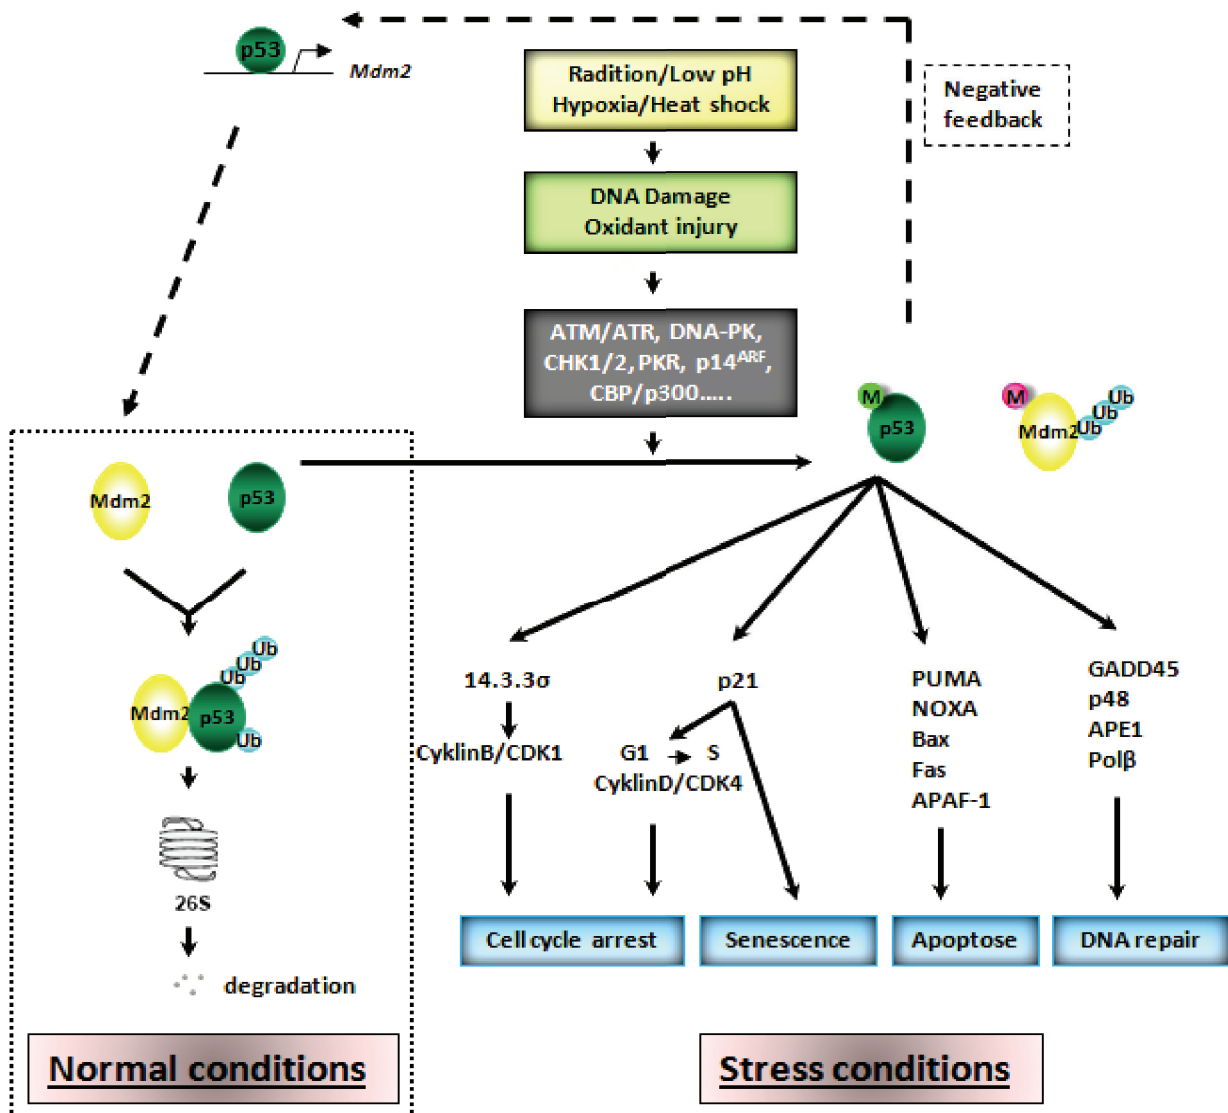 p53
Mdm2
Radition/Low pH
Hypoxia/Heat shock
Negative
feedback
DNA Damage
Oxidant injury
ATM/ATR, DNA-PK,
CHK1/2, PKR, p14ARF,
CBP/p300.....
M
p53
M
Mdm2
Ub
Ub
Ub
Mdm2
p53
Mdm2
p53
Ub
Ub
Ub
Ub
26S
degradation
Normal conditions
14.3.3σ
CyklinB/CDK1
p21
G1
S
CyklinD/CDK4
PUMA
NOXA
Bax
Fas
APAF-1
GADD45
p48
APE1
Polβ
Cell cycle arrest
Senescence
Apoptose
DNA repair
Stress conditions